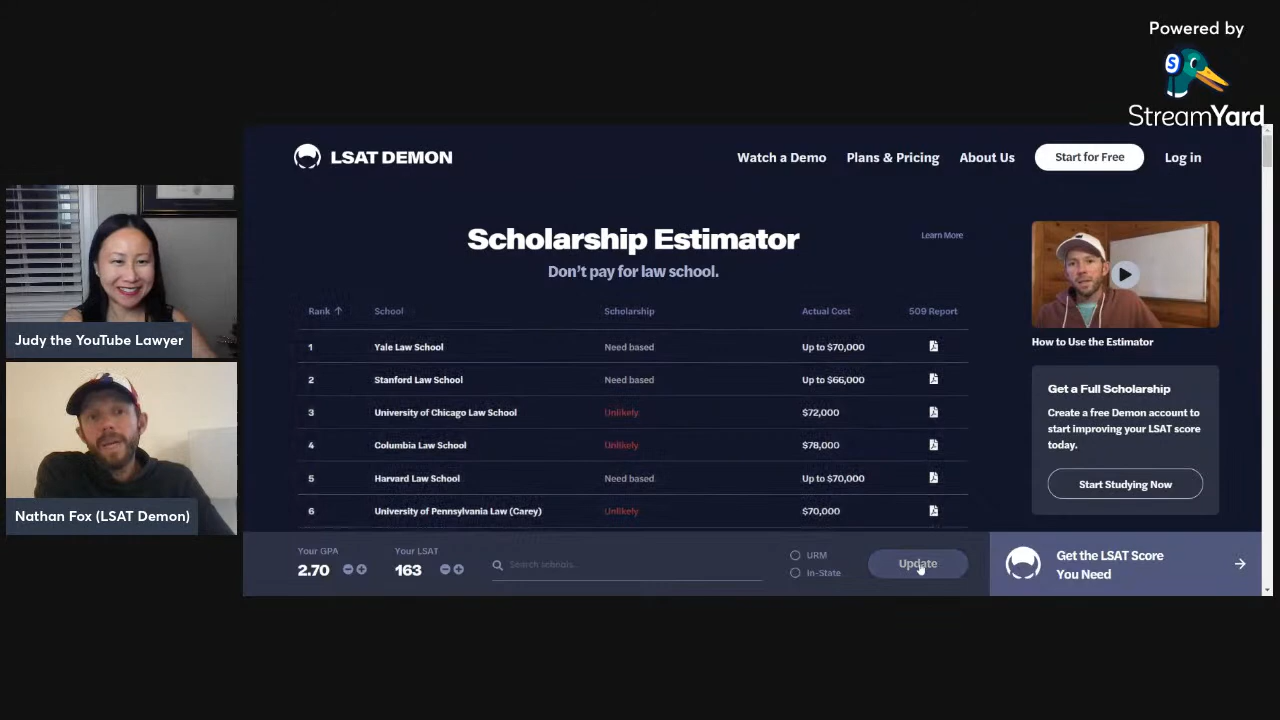 Powered by
S
StreamYard
LSAT DEMON
Watch a Demo
Plans & Pricing
About Us
Start for Free
Log in
Scholarship Estimator
Learn More
Don't pay for law school.
Rank ↑ School Scholarship Actual Cost 509 Report
1 Yale Law School Need based Up to $70,000
2 Stanford Law School Need based Up to $66,000
3 University of Chicago Law School Unlikely $72,000
4 Columbia Law School Unlikely $78,000
5 Harvard Law School Need based Up to $70,000
6 University of Pennsylvania Law (Carey) Unlikely $70,000
How to Use the Estimator
Get a Full Scholarship
Create a free Demon account to
start improving your LSAT score
today.
Start Studying Now
Judy the YouTube Lawyer
Nathan Fox (LSAT Demon)
Your GPA
2.70
Your LSAT
163
Search schools...
URM
In-State
Update
Get the LSAT Score
You Need